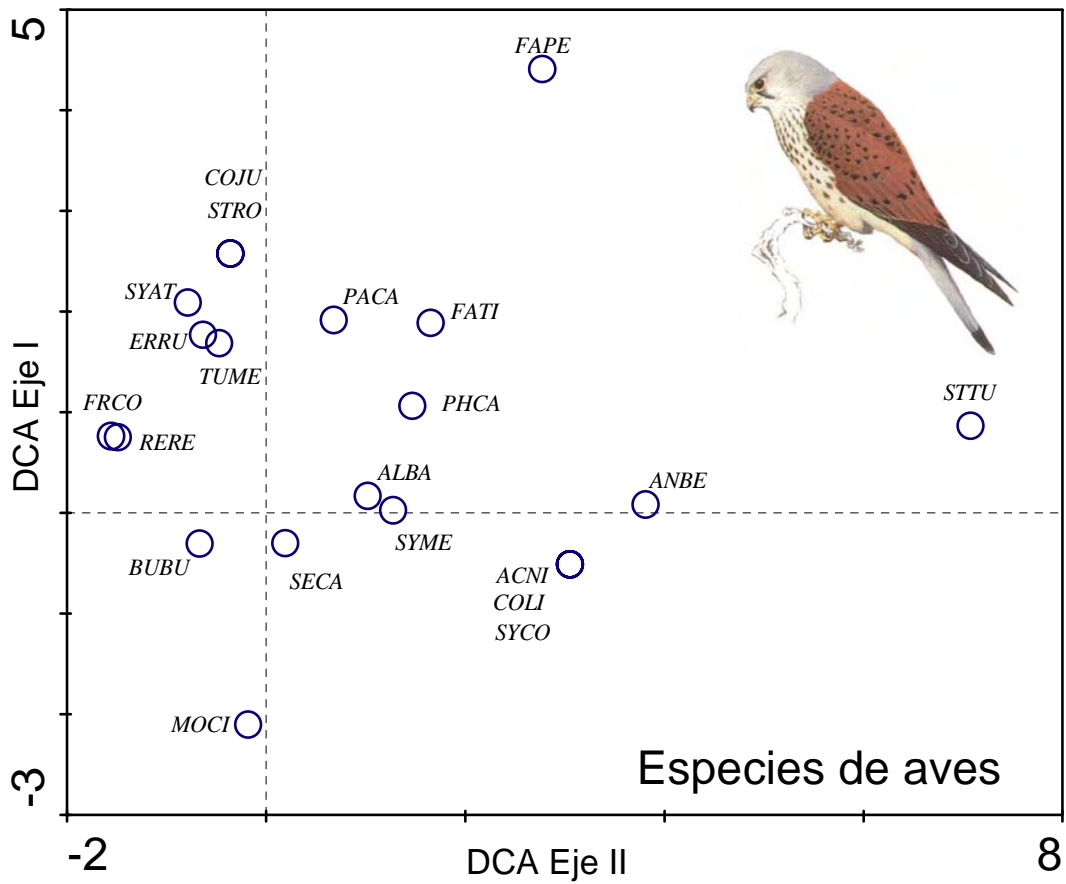 5
FAPE
COJU
STRO
SYAT
PACA
FATI
ERRU
TUME
FRCO
RERE
PHCA
STTU
ALBA
ANBE
SYME
BUBU
SECA
ACNI
COLI
SYCO
MOCI
Especies de aves
DCA Eje I
-3
-2
DCA Eje II
8